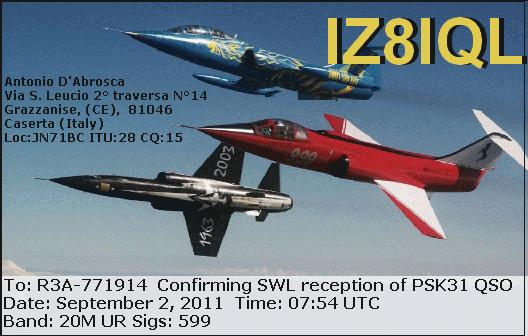 IZ8IQL
Antonio D'Abrosca
Via S. Leucio 2° traversa N°14
Grazzanise, (CE), 81046
Caserta (Italy)
Loc:JN71BC ITU:28 CQ:15
999
2003
1963
To: R3A-771914 Confirming SWL reception of PSK31 QSO
Date: September 2, 2011 Time: 07:54 UTC
Band: 20M UR Sigs: 599